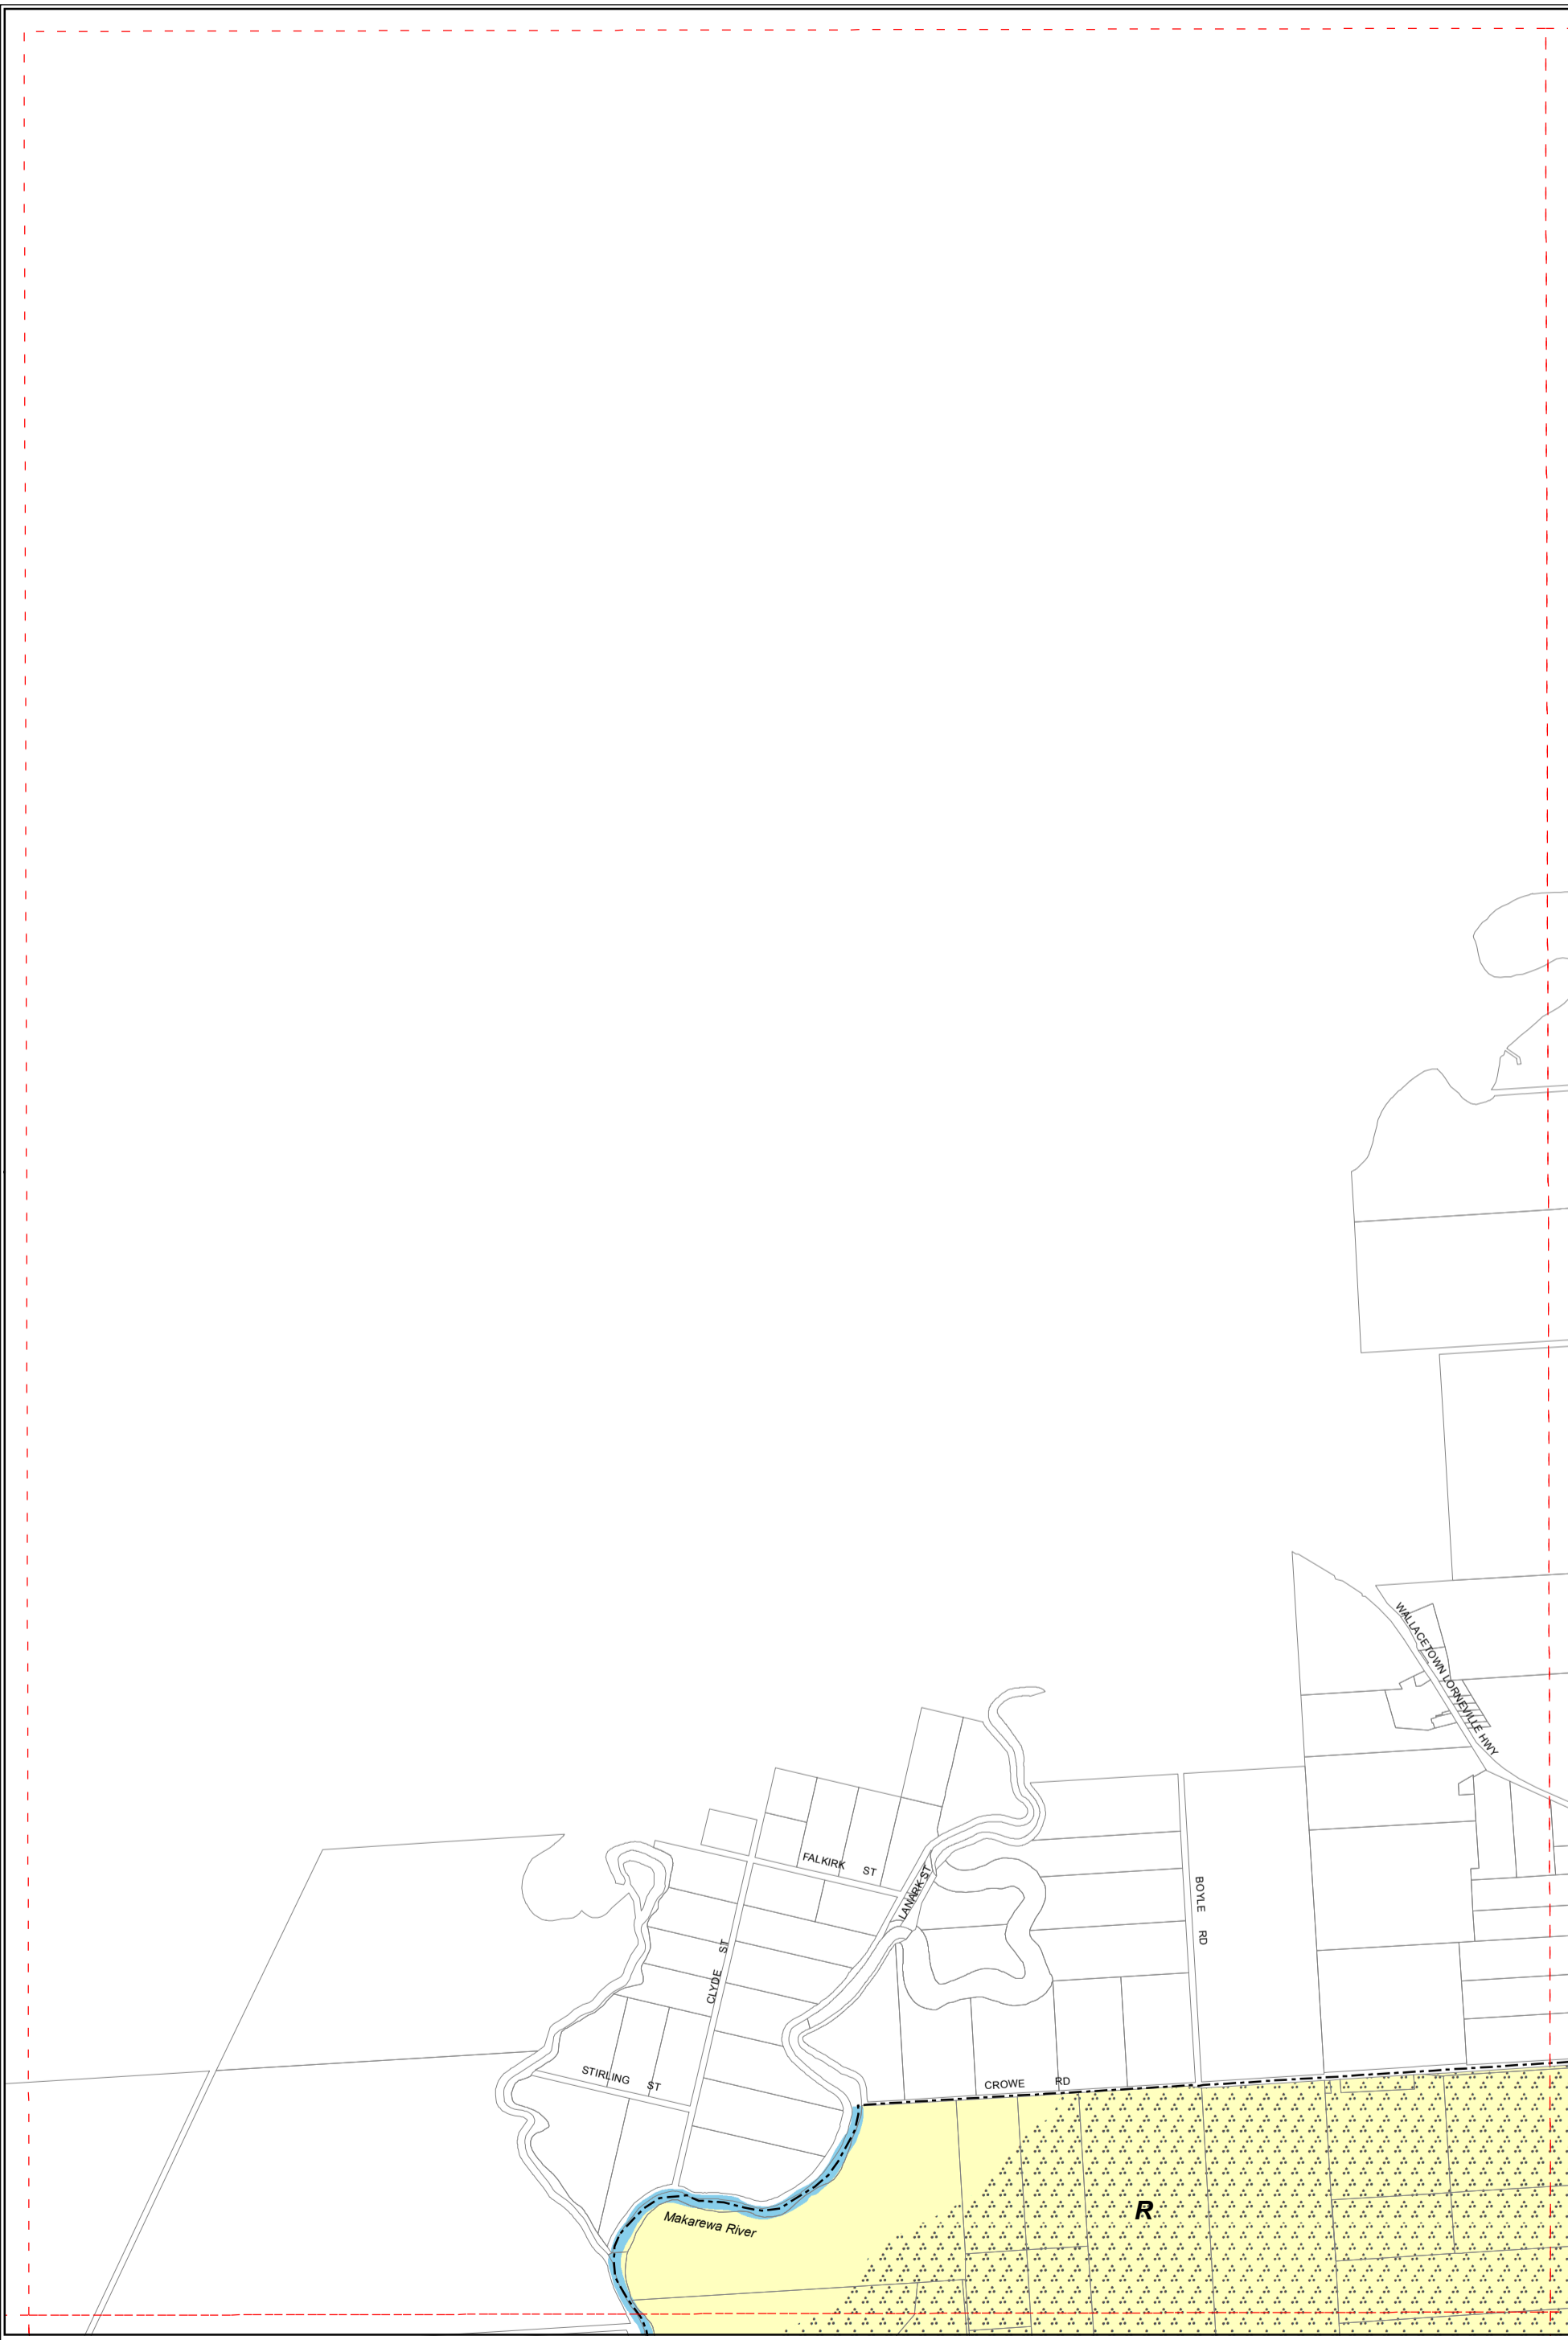 WALLACETOWN LORNEVILLE HWY
FALKIRK ST
LANARK ST
BOYLE RD
CLYDE ST
STIRLING ST
CROWE RD
R
Makarewa River